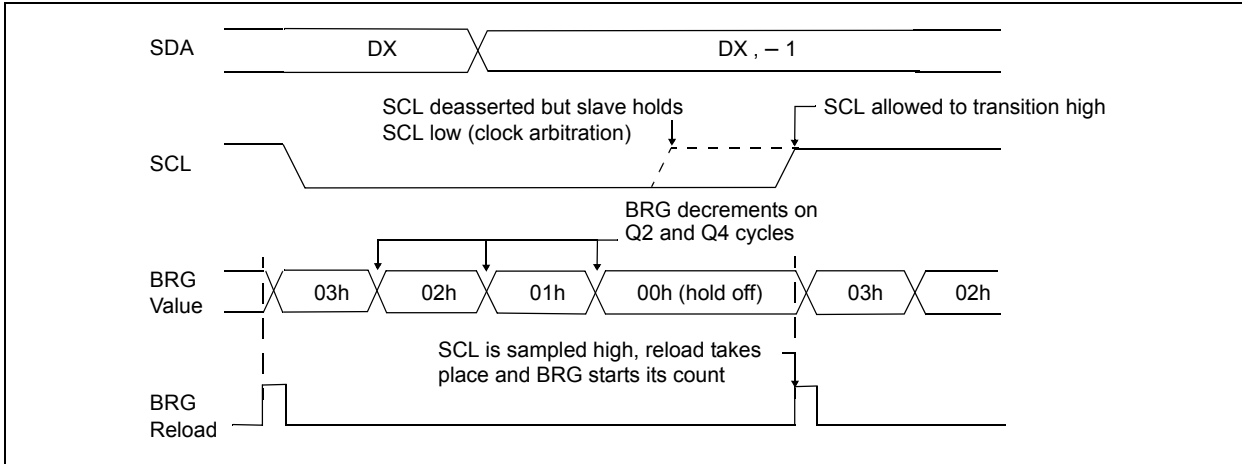 SDA
DX
DX , – 1
SCL deasserted but slave holds
SCL low (clock arbitration)
SCL allowed to transition high
SCL
BRG decrements on
Q2 and Q4 cycles
BRG
Value
03h
02h
01h
00h (hold off)
03h
02h
SCL is sampled high, reload takes
place and BRG starts its count
BRG
Reload